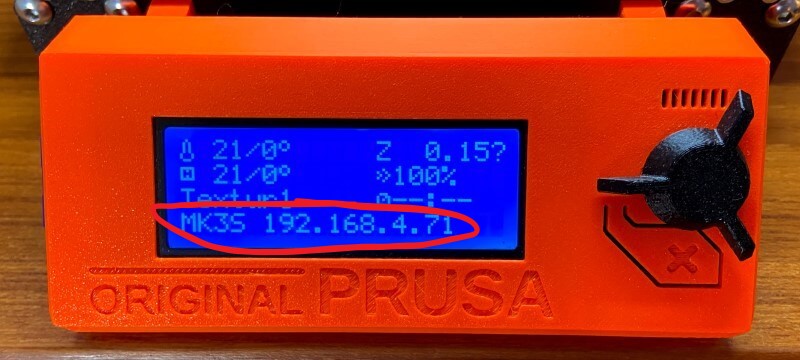 21/0° Z 0.15?
21/0° »100%
Textur1 --:--
MK3S 192.168.4.71
ORIGINAL PRUSA